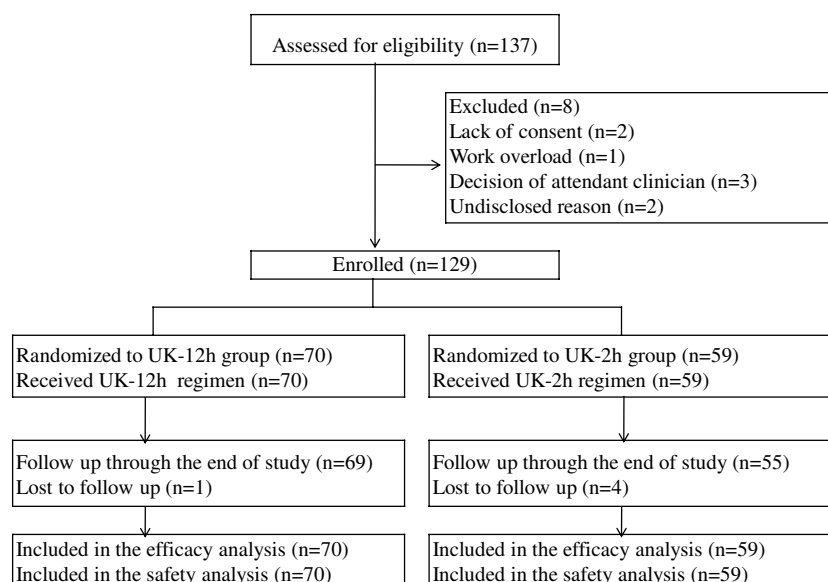 Assessed for eligibility (n=137)
Excluded (n=8)
Lack of consent (n=2)
Work overload (n=1)
Decision of attendant clinician (n=3)
Undisclosed reason (n=2)
Enrolled (n=129)
Randomized to UK-12h group (n=70)
Received UK-12h regimen (n=70)
Randomized to UK-2h group (n=59)
Received UK-2h regimen (n=59)
Follow up through the end of study (n=69)
Lost to follow up (n=1)
Follow up through the end of study (n=55)
Lost to follow up (n=4)
Included in the efficacy analysis (n=70)
Included in the safety analysis (n=70)
Included in the efficacy analysis (n=59)
Included in the safety analysis (n=59)